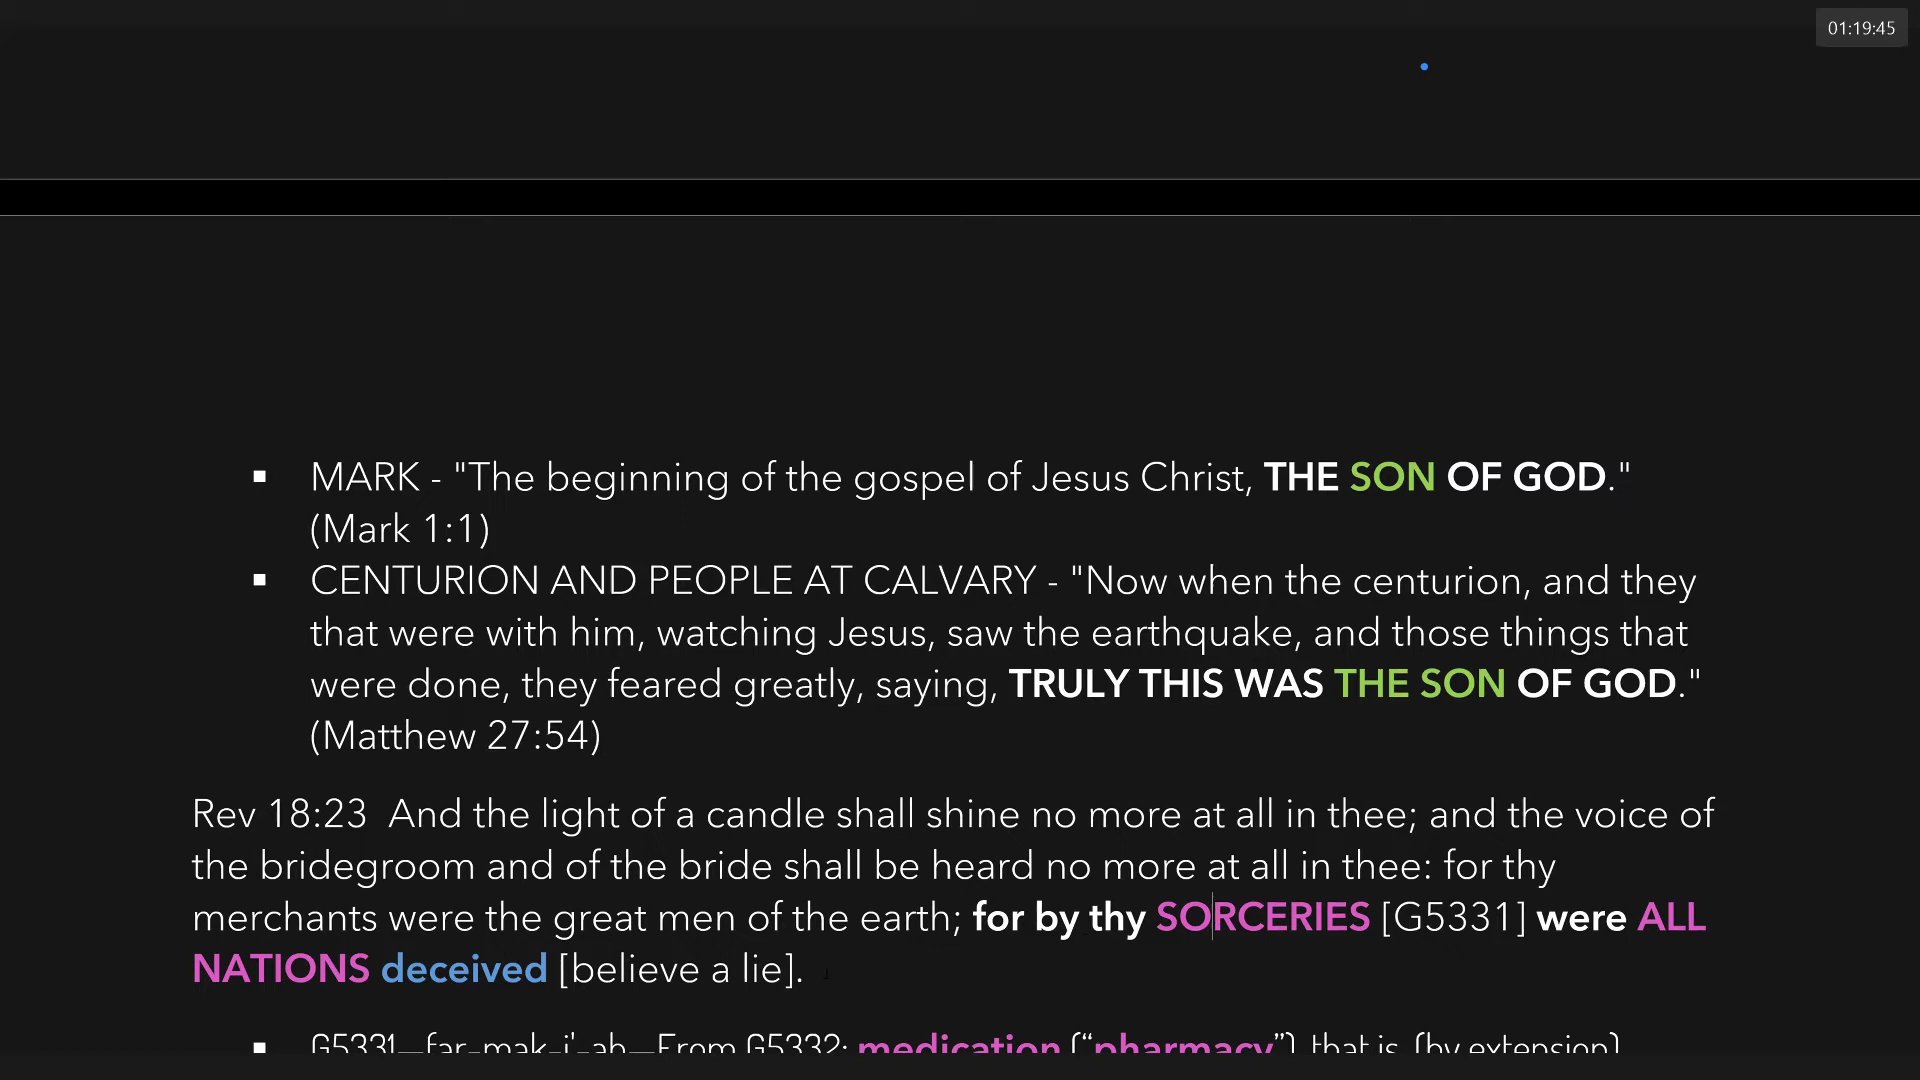 01:19:45
▪ MARK - "The beginning of the gospel of Jesus Christ, THE SON OF GOD."
(Mark 1:1)
▪ CENTURION AND PEOPLE AT CALVARY - "Now when the centurion, and they
that were with him, watching Jesus, saw the earthquake, and those things that
were done, they feared greatly, saying, TRULY THIS WAS THE SON OF GOD."
(Matthew 27:54)
Rev 18:23  And the light of a candle shall shine no more at all in thee; and the voice of
the bridegroom and of the bride shall be heard no more at all in thee: for thy
merchants were the great men of the earth; for by thy SORCERIES [G5331] were ALL
NATIONS deceived [believe a lie].
▪ G5331—far-mak-i'-ah—From G5332; medication (“pharmacy”), that is, (by extension)